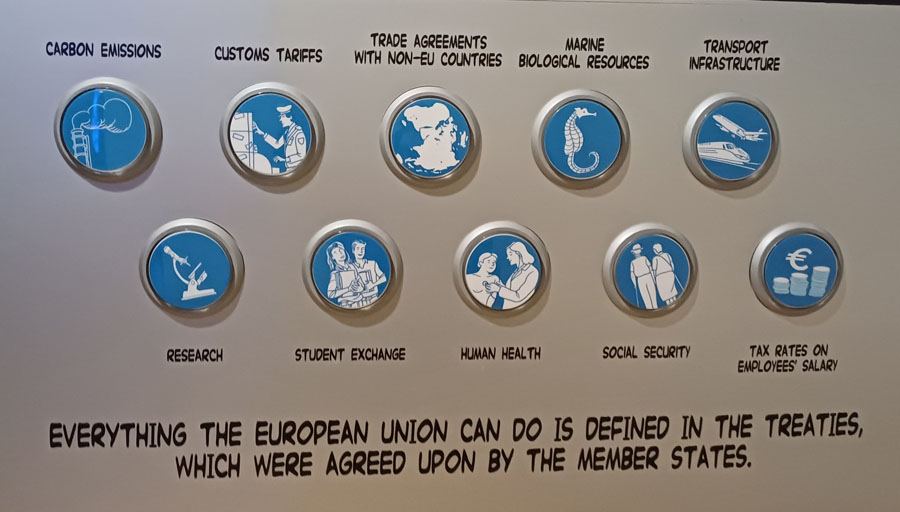 CARBON EMISSIONS
CUSTOMS TARIFFS
TRADE AGREEMENTS
WITH NON-EU COUNTRIES
MARINE
BIOLOGICAL RESOURCES
TRANSPORT
INFRASTRUCTURE
€
RESEARCH
STUDENT EXCHANGE
HUMAN HEALTH
SOCIAL SECURITY
TAX RATES ON
EMPLOYEES' SALARY
EVERYTHING THE EUROPEAN UNION CAN DO IS DEFINED IN THE TREATIES,
WHICH WERE AGREED UPON BY THE MEMBER STATES.